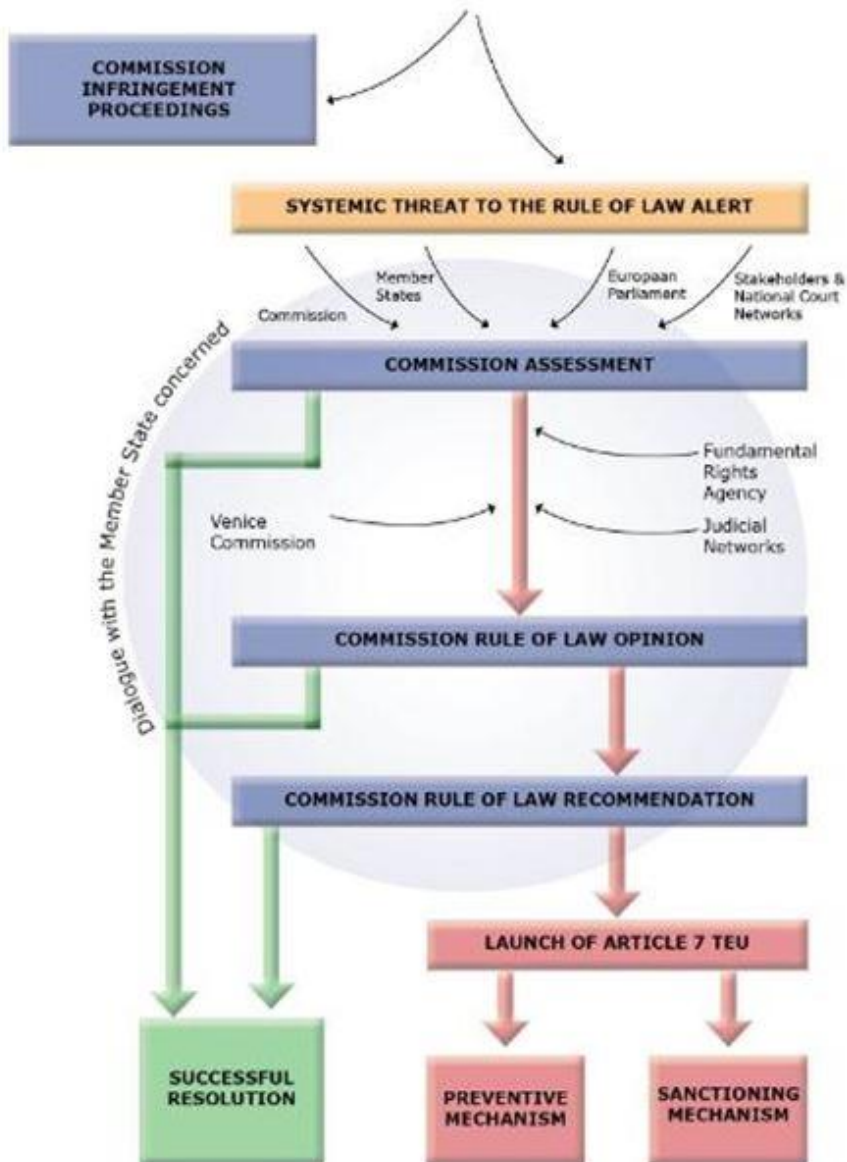 COMMISSION
INFRINGEMENT
PROCEEDINGS
SYSTEMIC THREAT TO THE RULE OF LAW ALERT
Commission
Member
States
Europaan
Parliament
Stakeholders &
National Court
Networks
Dialogue with the Member State concerned
COMMISSION ASSESSMENT
Fundamental
Rights
Agency
Venice
Commission
Judicial
Networks
COMMISSION RULE OF LAW OPINION
COMMISSION RULE OF LAW RECOMMENDATION
LAUNCH OF ARTICLE 7 TEU
SUCCESSFUL
RESOLUTION
PREVENTIVE
MECHANISM
SANCTIONING
MECHANISM